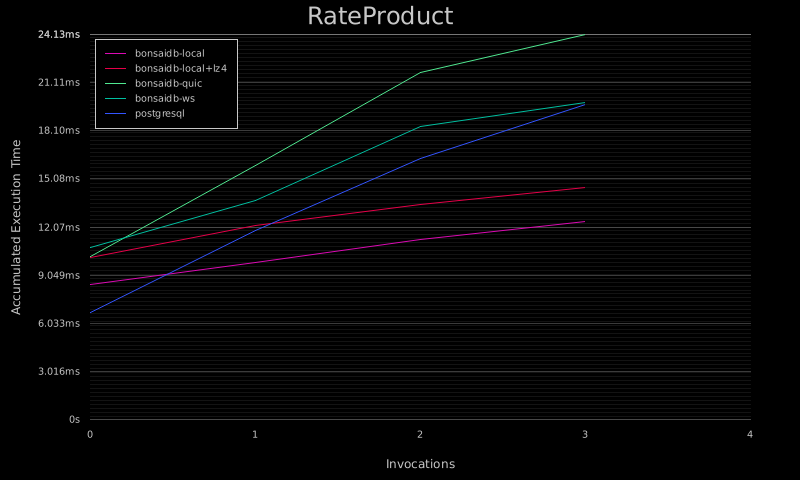 RateProduct
24.13ms
21.11ms
18.10ms
15.08ms
12.07ms
9.049ms
6.033ms
3.016ms
0s
bonsaidb-local
bonsaidb-local+lz4
bonsaidb-quic
bonsaidb-ws
postgresql
Accumulated Execution Time
0 1 2 3 4
Invocations